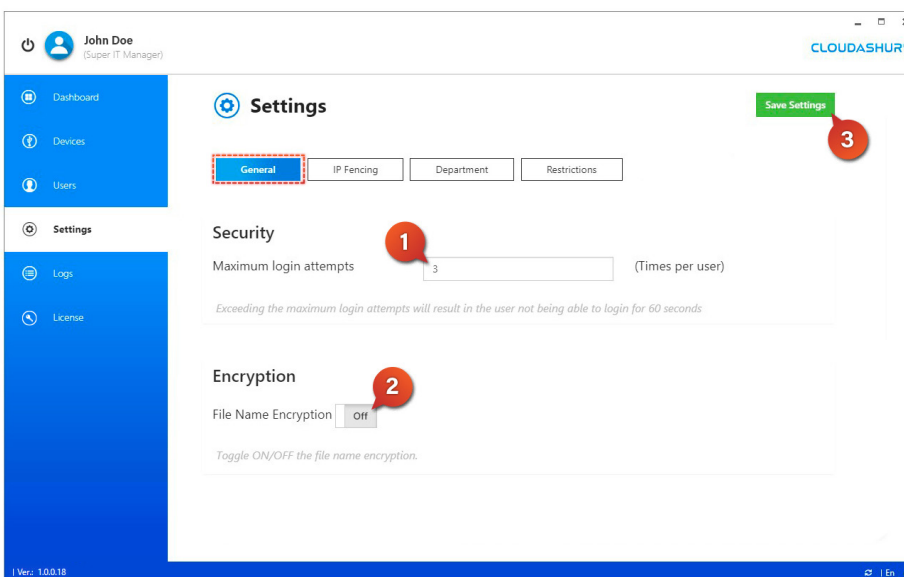 John Doe
(Super IT Manager)
CLOUDASHUR
Dashboard
Devices
Users
Settings
Logs
License
Settings
Save Settings
3
General
IP Fencing
Department
Restrictions
Security
1
Maximum login attempts
3
(Times per user)
Exceeding the maximum login attempts will result in the user not being able to login for 60 seconds
Encryption
2
File Name Encryption
Off
Toggle ON/OFF the file name encryption.
| Ver.: 1.0.0.18
| En